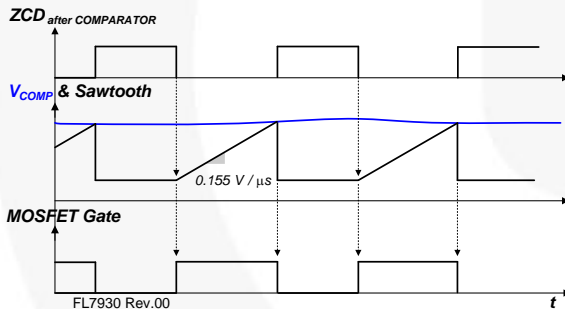 ZCD after COMPARATOR
VCOMP & Sawtooth
0.155 V / μs
MOSFET Gate
FL7930 Rev.00
t